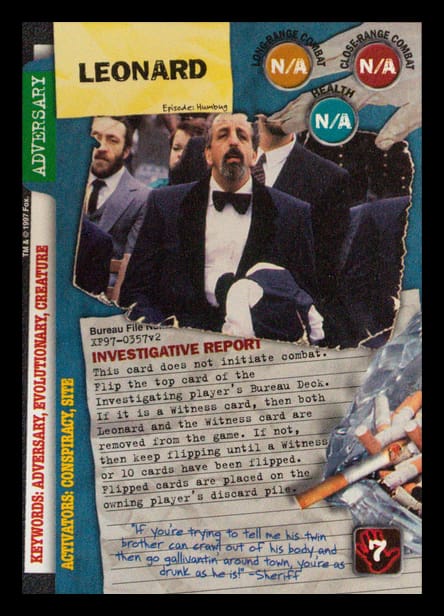 LEONARD
Episode: Humbug
LONG-RANGE COMBAT
N/A
CLOSE-RANGE COMBAT
N/A
HEALTH
N/A
ADVERSARY
TM & © 1997 Fox.
KEYWORDS: ADVERSARY, EVOLUTIONARY, CREATURE
ACTIVATORS: CONSPIRACY, SITE
Bureau File
XP97-0357v2
INVESTIGATIVE REPORT
This card does not initiate combat.
Flip the top card of the
Investigating player's Bureau Deck.
If it is a Witness card, then both
Leonard and the Witness card are
removed from the game. If not,
then keep flipping until a Witness
or 10 cards have been flipped.
Flipped cards are placed on the
owning player's discard pile.
"If you're trying to tell me his twin
brother can crawl out of his body and
then go gallivantin around town, you're as
drunk as he is!" -Sheriff
7